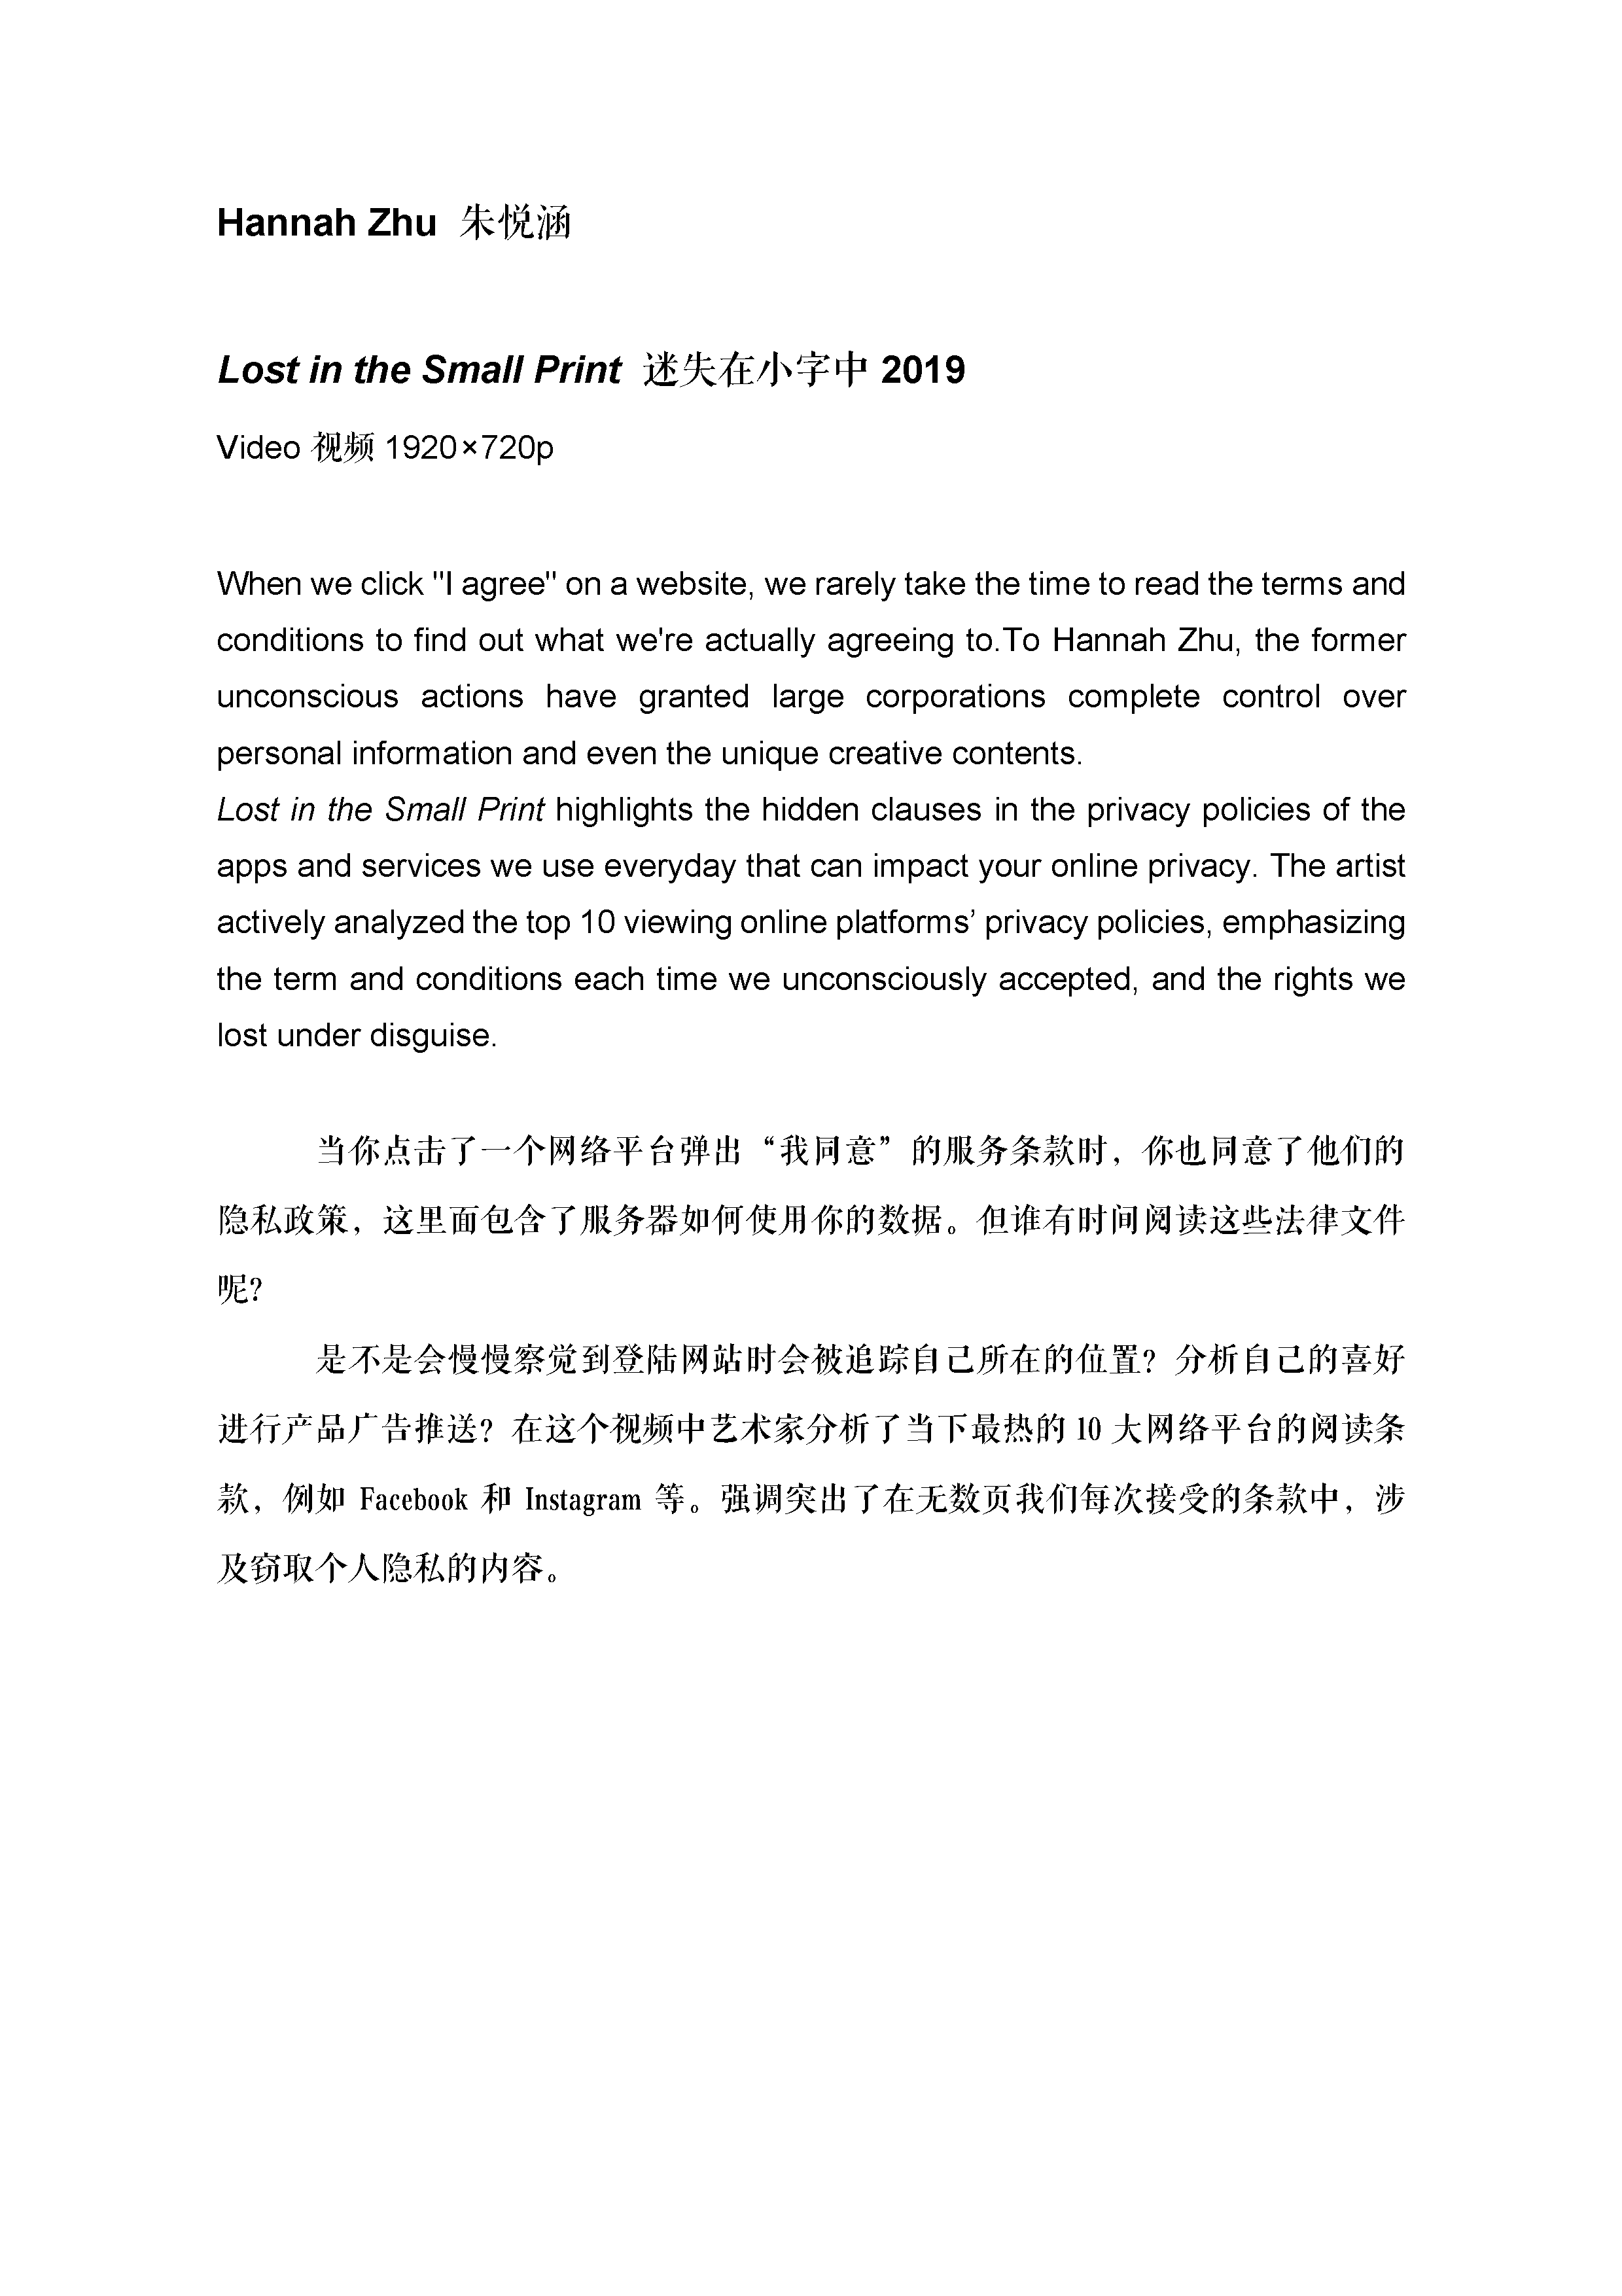 Hannah Zhu 朱悦涵
Lost in the Small Print 迷失在小字中 2019
Video 视频 1920×720p
When we click "I agree" on a website, we rarely take the time to read the terms and
conditions to find out what we're actually agreeing to.To Hannah Zhu, the former
unconscious actions have granted large corporations complete control over
personal information and even the unique creative contents.
Lost in the Small Print highlights the hidden clauses in the privacy policies of the
apps and services we use everyday that can impact your online privacy. The artist
actively analyzed the top 10 viewing online platforms’ privacy policies, emphasizing
the term and conditions each time we unconsciously accepted, and the rights we
lost under disguise.
当你点击了一个网络平台弹出“我同意”的服务条款时，你也同意了他们的
隐私政策，这里面包含了服务器如何使用你的数据。但谁有时间阅读这些法律文件
呢？
是不是会慢慢察觉到登陆网站时会被追踪自己所在的位置？分析自己的喜好
进行产品广告推送？在这个视频中艺术家分析了当下最热的 10 大网络平台的阅读条
款，例如 Facebook 和 Instagram 等。强调突出了在无数页我们每次接受的条款中，涉
及窃取个人隐私的内容。